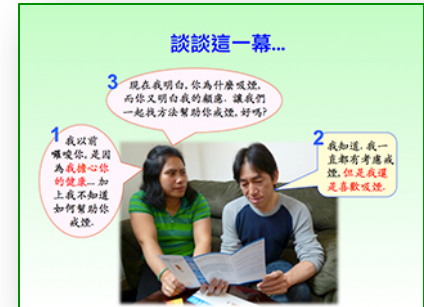 談談這一幕...
3
現在我明白,你為什麼吸煙,
而你又明白我的顧慮. 讓我們
一起找方法幫助你戒煙,好嗎?
1
我以前
囉唆你,是因
為我擔心你
的健康... 加
上我不知道
如何幫助你
戒煙.
2
我知道. 我一
直都有考慮戒
煙,但是我還
是喜歡吸煙.